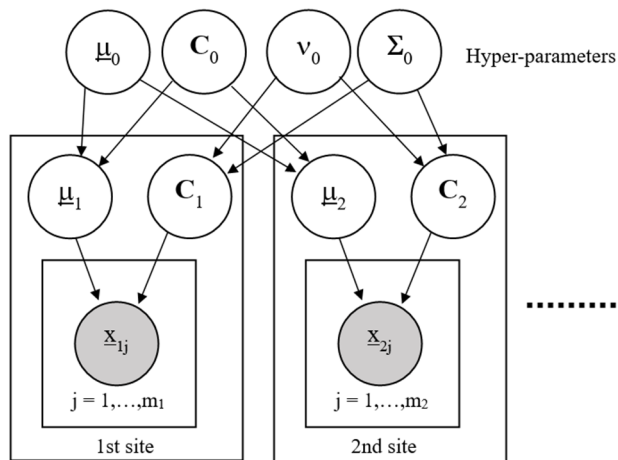 μ₀ C₀ ν₀ Σ₀ Hyper-parameters
μ₁ C₁ μ₂ C₂
x₁ⱼ x₂ⱼ
j = 1,…,m₁ j = 1,…,m₂
1st site 2nd site